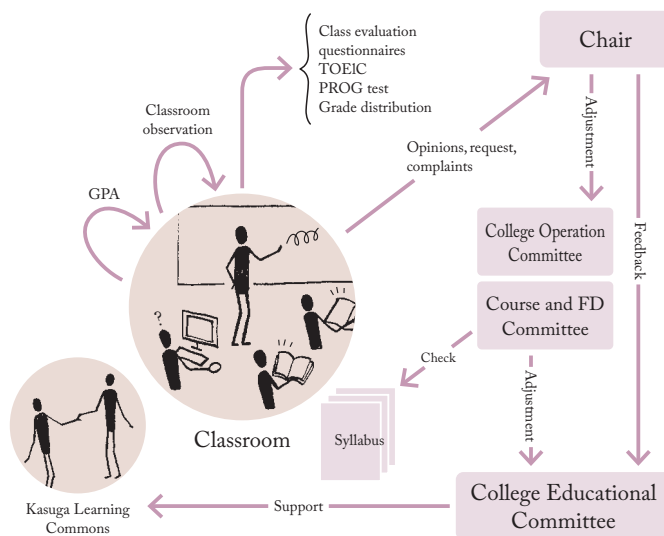 Class evaluation
questionnaires
TOEIC
PROG test
Grade distribution
Chair
Classroom
observation
GPA
Opinions, request,
complaints
Adjustment
Feedback
College Operation
Committee
Course and FD
Committee
?
Check
Adjustment
Syllabus
Classroom
Kasuga Learning
Commons
Support
College Educational
Committee